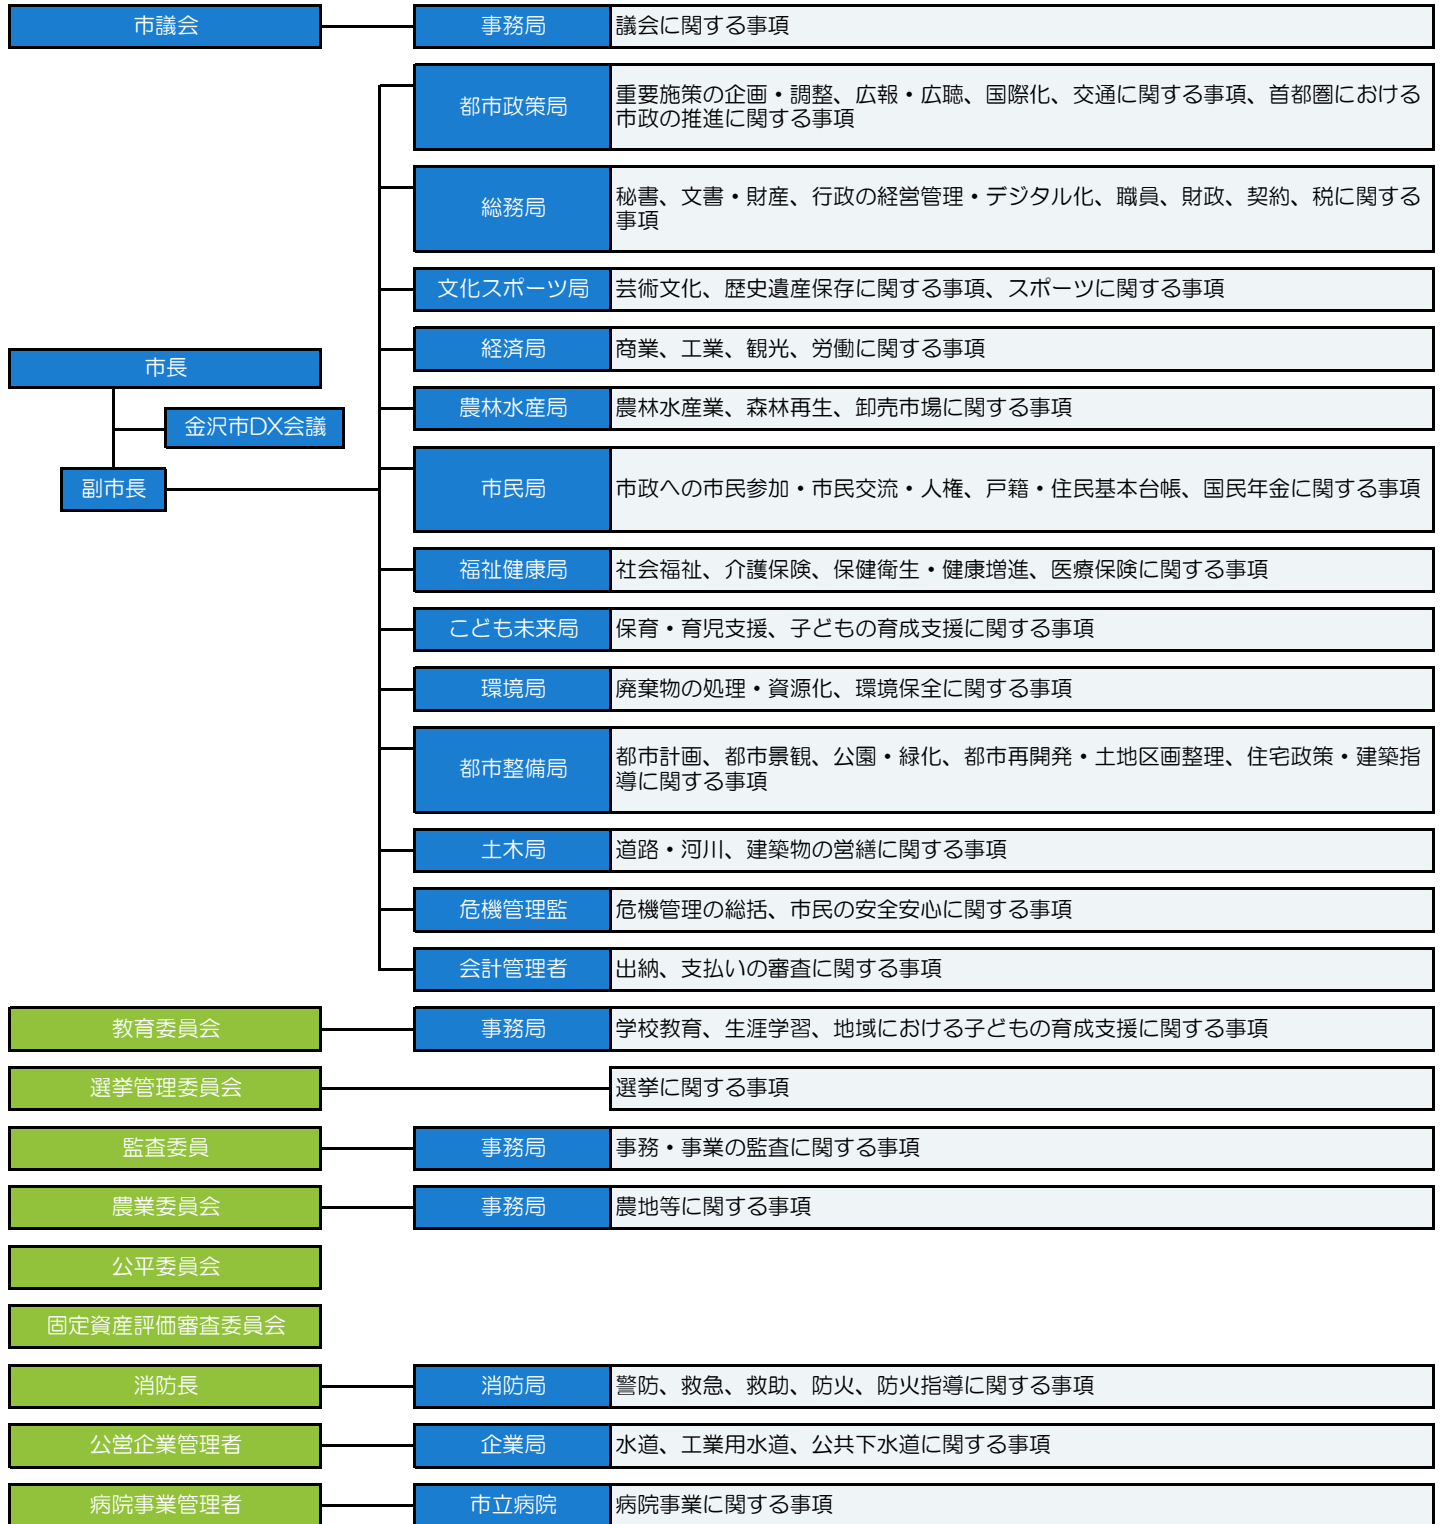 市議会
事務局
議会に関する事項
都市政策局
重要施策の企画・調整、広報・広聴、国際化、交通に関する事項、首都圏における
市政の推進に関する事項
総務局
秘書、文書・財産、行政の経営管理・デジタル化、職員、財政、契約、税に関する
事項
文化スポーツ局
芸術文化、歴史遺産保存に関する事項、スポーツに関する事項
経済局
商業、工業、観光、労働に関する事項
市長
農林水産局
農林水産業、森林再生、卸売市場に関する事項
金沢市DX会議
副市長
市民局
市政への市民参加・市民交流・人権、戸籍・住民基本台帳、国民年金に関する事項
福祉健康局
社会福祉、介護保険、保健衛生・健康増進、医療保険に関する事項
こども未来局
保育・育児支援、子どもの育成支援に関する事項
環境局
廃棄物の処理・資源化、環境保全に関する事項
都市整備局
都市計画、都市景観、公園・緑化、都市再開発・土地区画整理、住宅政策・建築指
導に関する事項
土木局
道路・河川、建築物の営繕に関する事項
危機管理監
危機管理の総括、市民の安全安心に関する事項
会計管理者
出納、支払いの審査に関する事項
教育委員会
事務局
学校教育、生涯学習、地域における子どもの育成支援に関する事項
選挙管理委員会
選挙に関する事項
監査委員
事務局
事務・事業の監査に関する事項
農業委員会
事務局
農地等に関する事項
公平委員会
固定資産評価審査委員会
消防長
消防局
警防、救急、救助、防火、防火指導に関する事項
公営企業管理者
企業局
水道、工業用水道、公共下水道に関する事項
病院事業管理者
市立病院
病院事業に関する事項